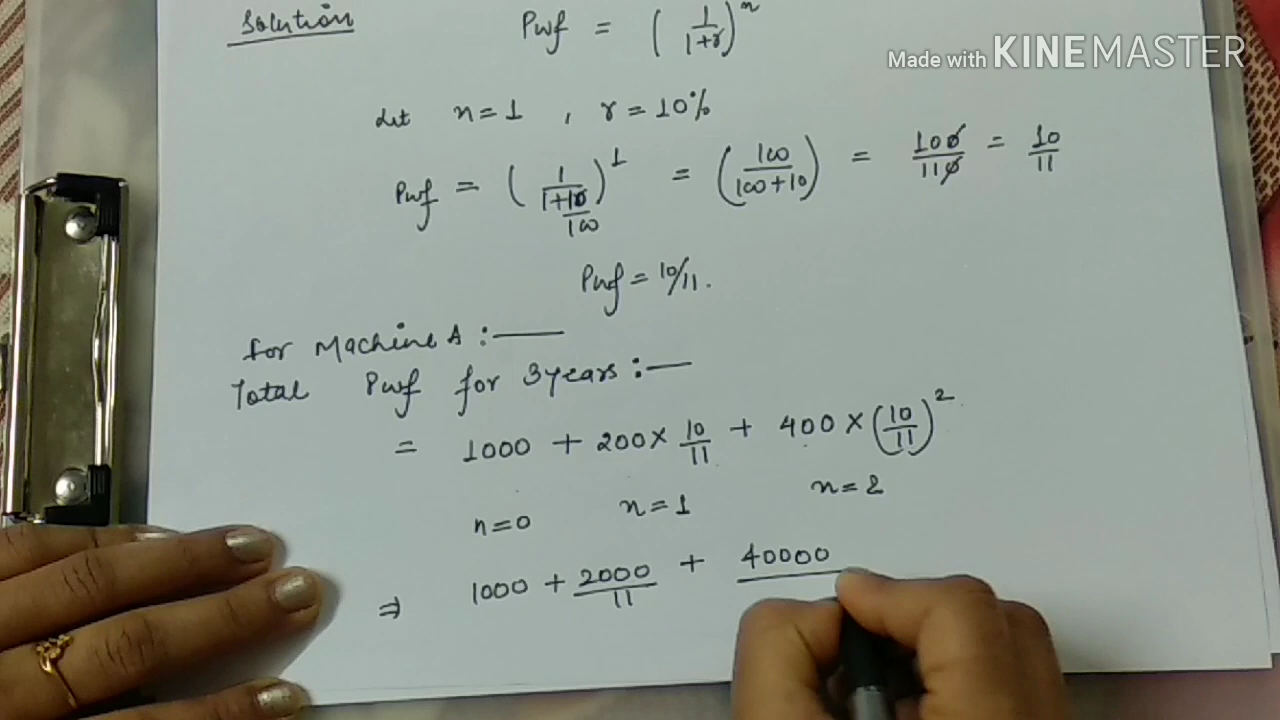 Solution Pwf = (1/1+r)^n
Made with KINEMASTER
Let n=1 , r=10%
Pwf = (1/1+10/100)^1 = (100/100+10) = 100/110 = 10/11
Pwf = 10/11.
for Machine A :—
Total Pwf for 3 years :—
= 1000 + 200 × 10/11 + 400 × (10/11)^2
n=0 n=1 n=2
⇒ 1000 + 2000/11 + 40000